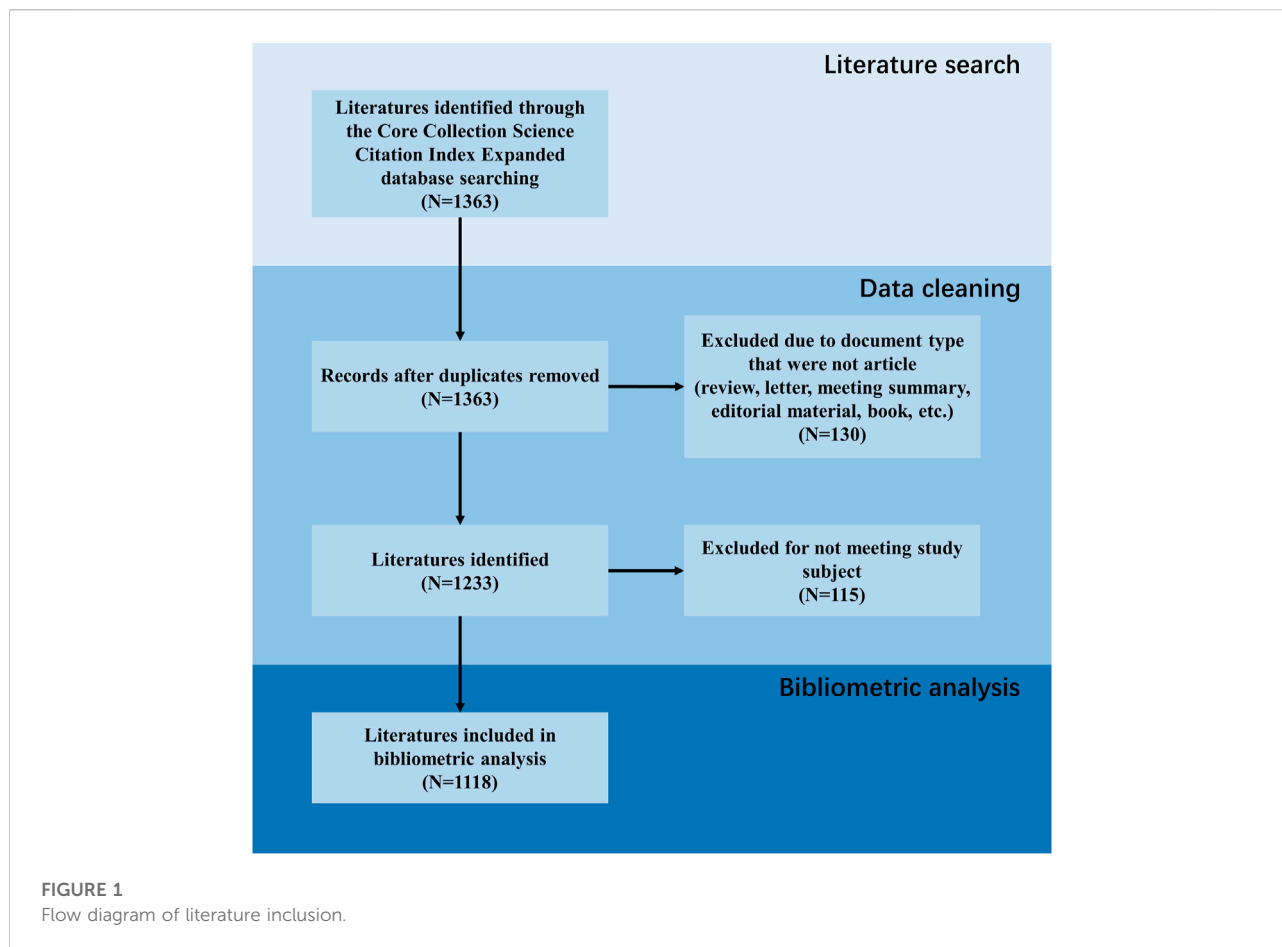 Literature search
Literatures identified through
the Core Collection Science
Citation Index Expanded
database searching
(N=1363)
Data cleaning
Records after duplicates removed
(N=1363)
Excluded due to document type
that were not article
(review, letter, meeting summary,
editorial material, book, etc.)
(N=130)
Literatures identified
(N=1233)
Excluded for not meeting study
subject
(N=115)
Bibliometric analysis
Literatures included in
bibliometric analysis
(N=1118)
FIGURE 1
Flow diagram of literature inclusion.